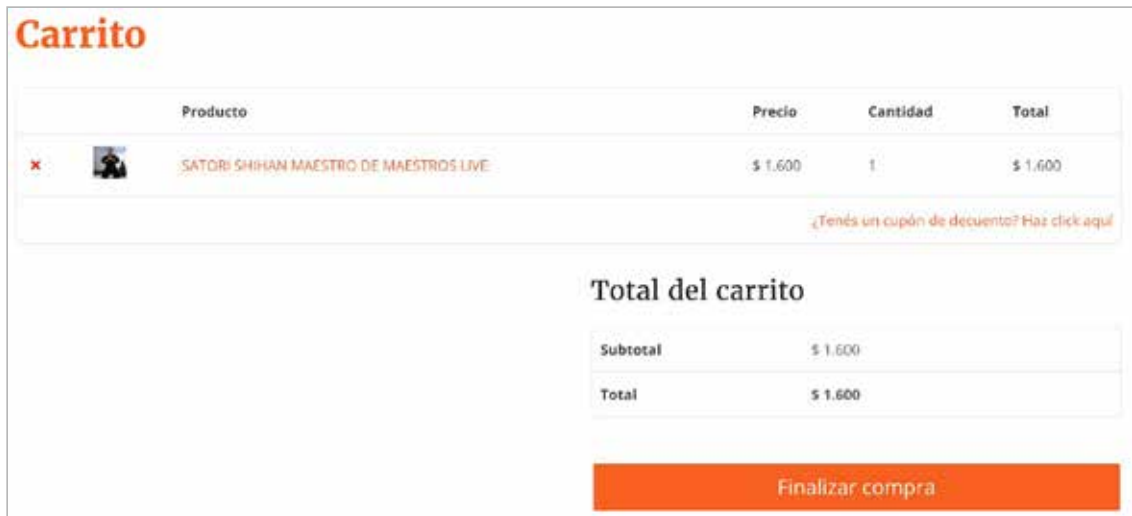 Carrito
Producto Precio Cantidad Total
× SATORI SHIHAN MAESTRO DE MAESTROS LIVE $ 1.600 1 $ 1.600
¿Tenés un cupón de decuento? Haz click aquí
Total del carrito
Subtotal $ 1.600
Total $ 1.600
Finalizar compra